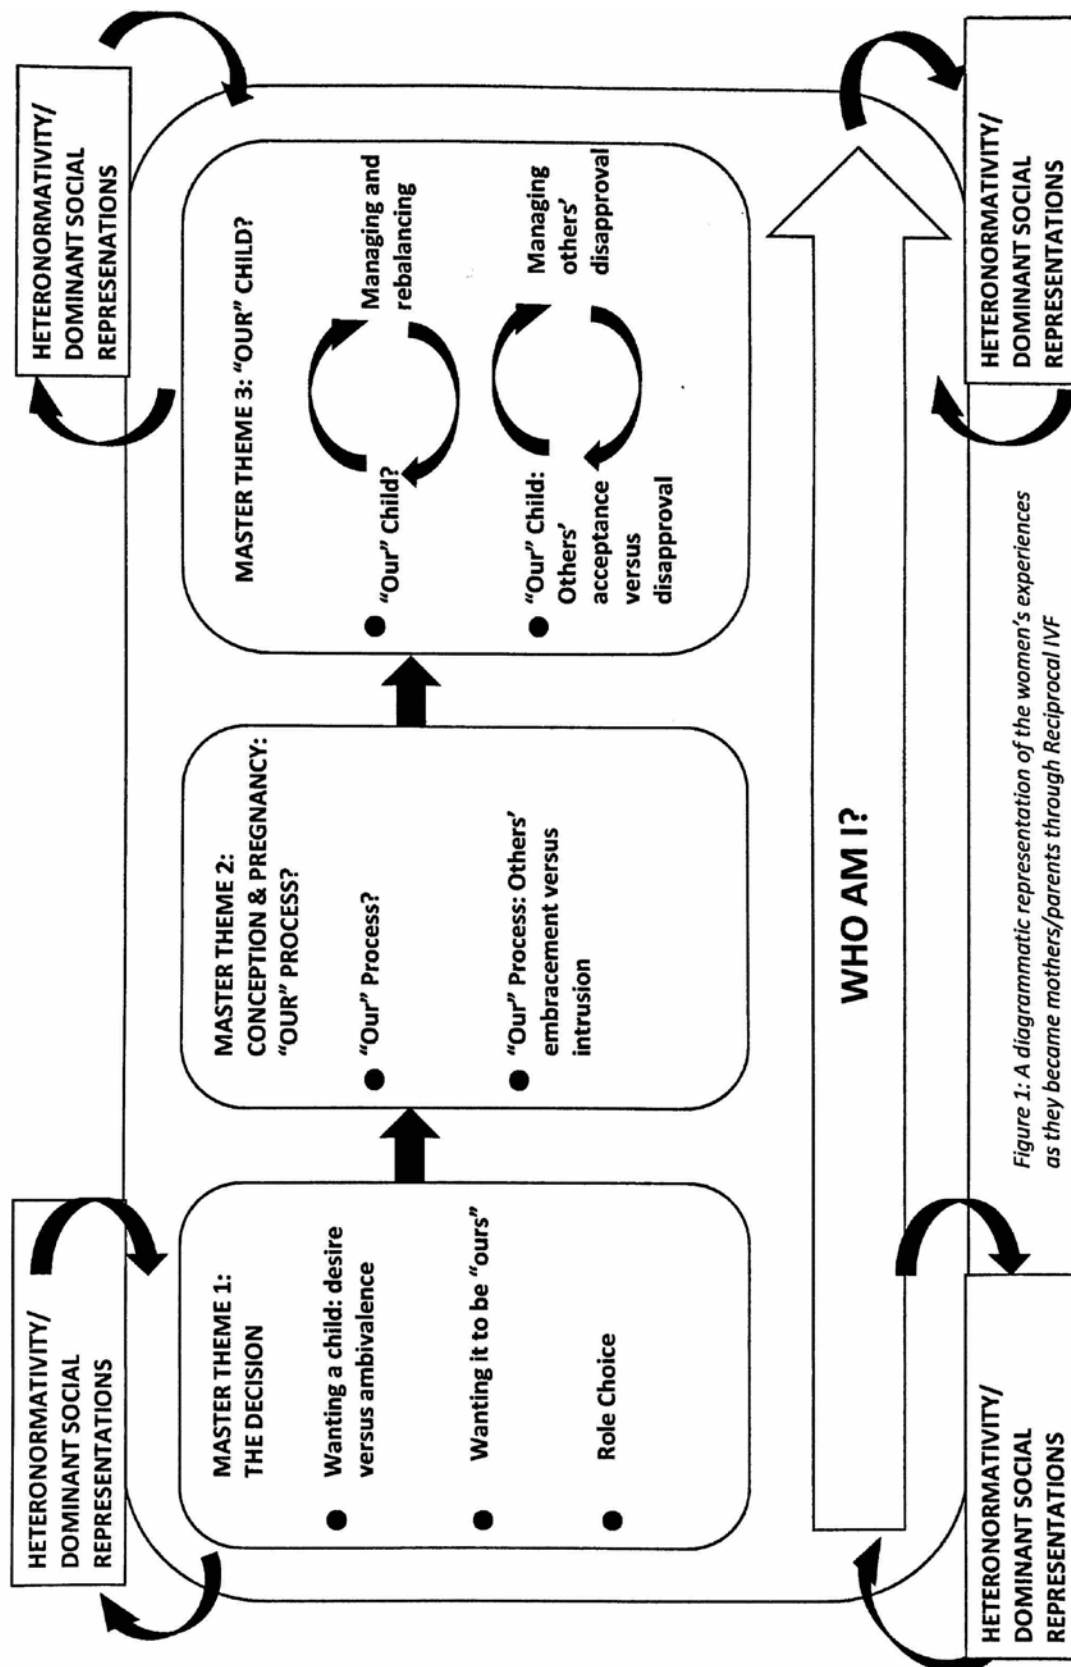 HETERONORMATIVITY/
DOMINANT SOCIAL
REPRESENTATIONS
HETERONORMATIVITY/
DOMINANT SOCIAL
REPRESENATIONS
MASTER THEME 1:
THE DECISION
● Wanting a child: desire
versus ambivalence
● Wanting it to be “ours”
● Role Choice
MASTER THEME 2:
CONCEPTION & PREGNANCY:
“OUR” PROCESS?
● “Our” Process?
● “Our” Process: Others’
embracement versus
intrusion
MASTER THEME 3: “OUR” CHILD?
● “Our” Child?
Managing and
rebalancing
● “Our” Child:
Others’
acceptance
versus
disapproval
Managing
others’
disapproval
WHO AM I?
HETERONORMATIVITY/
DOMINANT SOCIAL
REPRESENTATIONS
HETERONORMATIVITY/
DOMINANT SOCIAL
REPRESENTATIONS
Figure 1: A diagrammatic representation of the women’s experiences
as they became mothers/parents through Reciprocal IVF